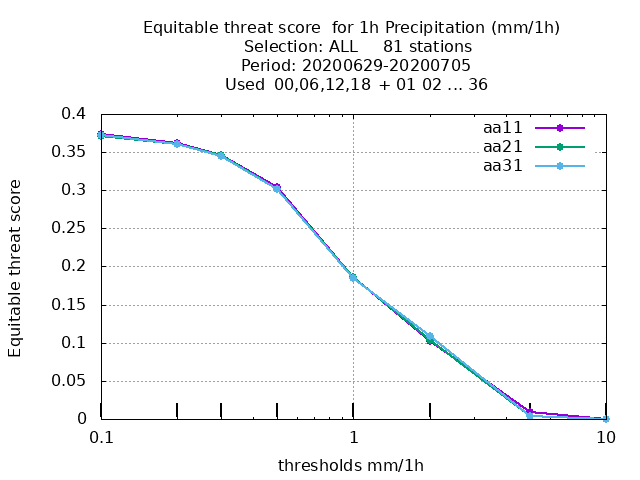 Equitable threat score  for 1h Precipitation (mm/1h)
Selection: ALL     81 stations
Period: 20200629-20200705
Used  00,06,12,18  + 01 02 ... 36
aa11
aa21
aa31
Equitable threat score
0.4
0.35
0.3
0.25
0.2
0.15
0.1
0.05
0
0.1 1 10
thresholds mm/1h